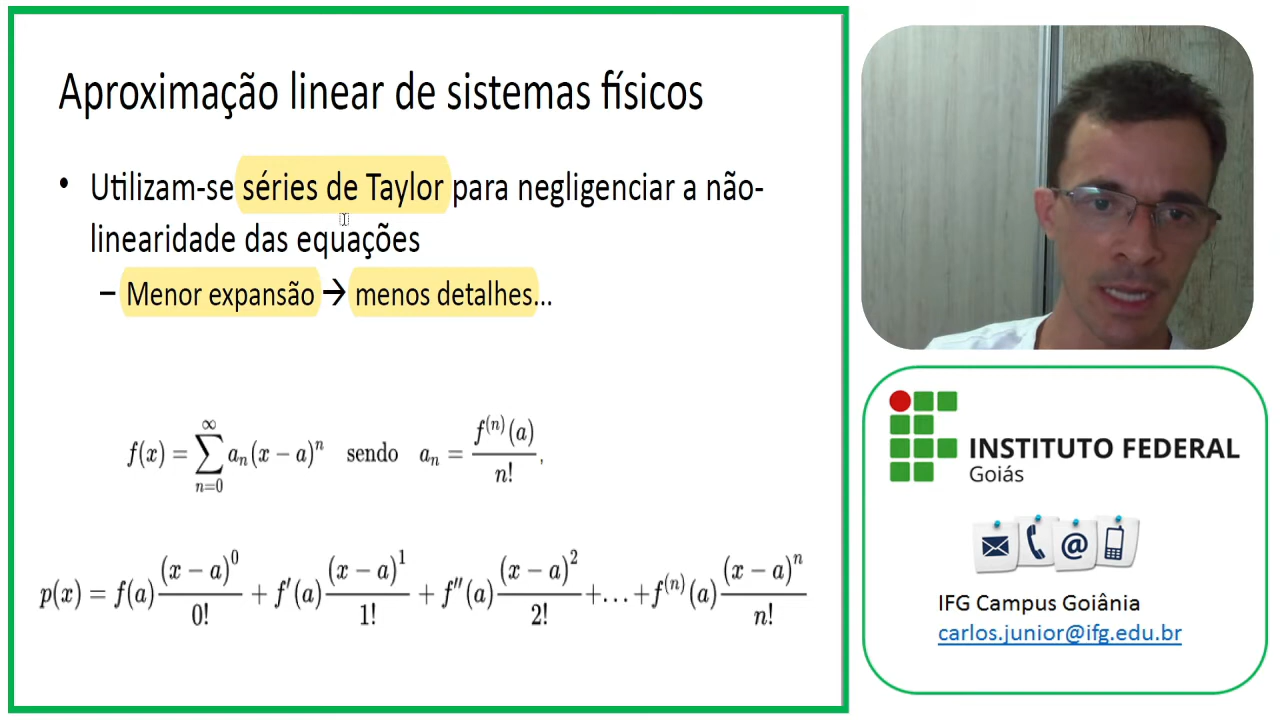 Aproximação linear de sistemas físicos
• Utilizam-se séries de Taylor para negligenciar a não-
linearidade das equações
– Menor expansão → menos detalhes...
f(x) = ∑_{n=0}^{∞} a_n (x − a)^n sendo a_n = f^{(n)}(a) / n! ,
p(x) = f(a) (x − a)^0 / 0! + f'(a) (x − a)^1 / 1! + f''(a) (x − a)^2 / 2! + . . . + f^{(n)}(a) (x − a)^n / n!
INSTITUTO FEDERAL
Goiás
@
IFG Campus Goiânia
carlos.junior@ifg.edu.br